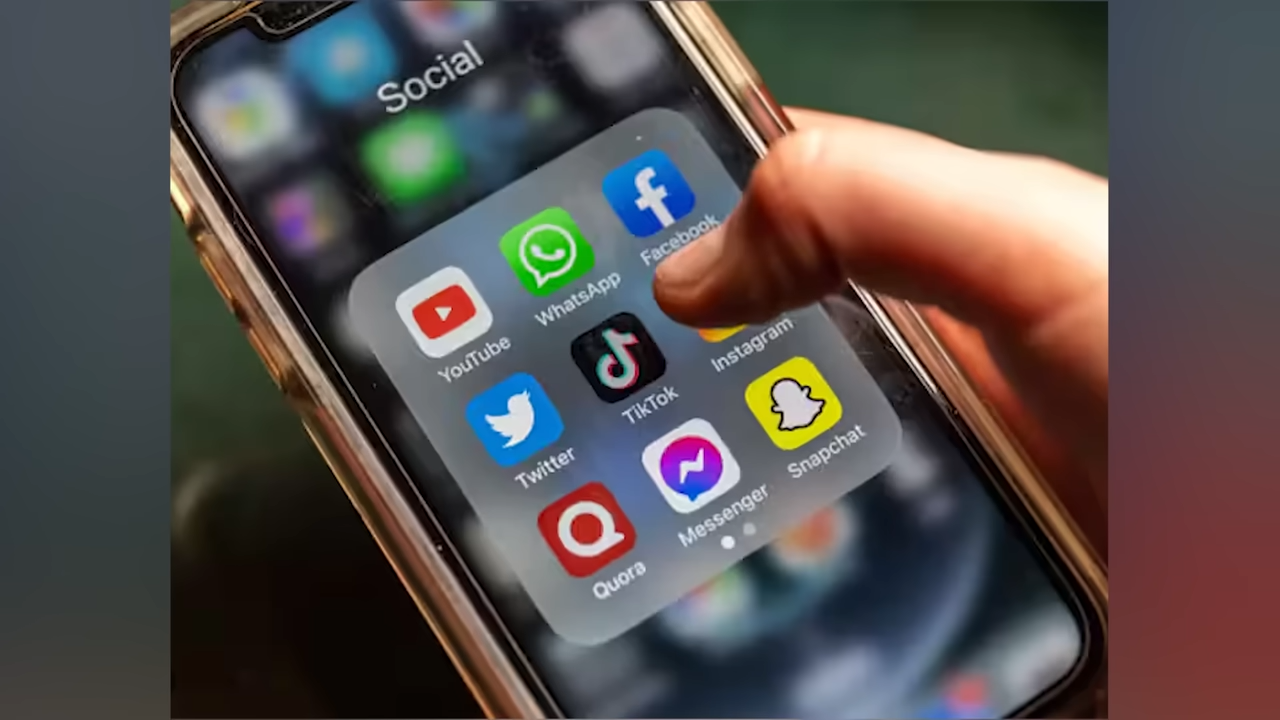 Social
YouTube
WhatsApp
Facebook
Twitter
TikTok
Instagram
Quora
Messenger
Snapchat